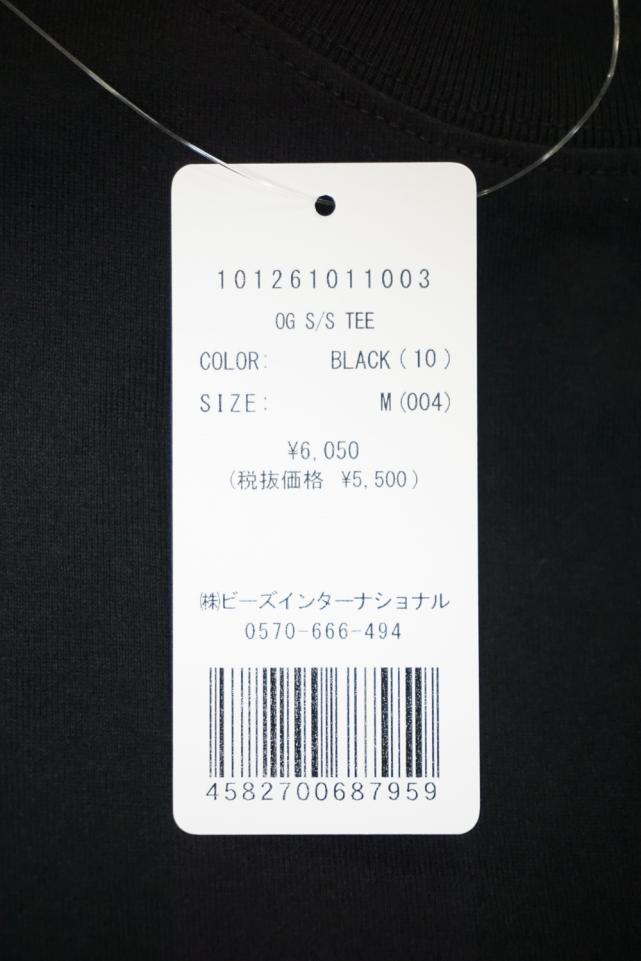 101261011003
OG S/S TEE
COLOR: BLACK(10)
SIZE: M(004)
¥6,050
(税抜価格 ¥5,500)
㈱ビーズインターナショナル
0570-666-494
4582700687959